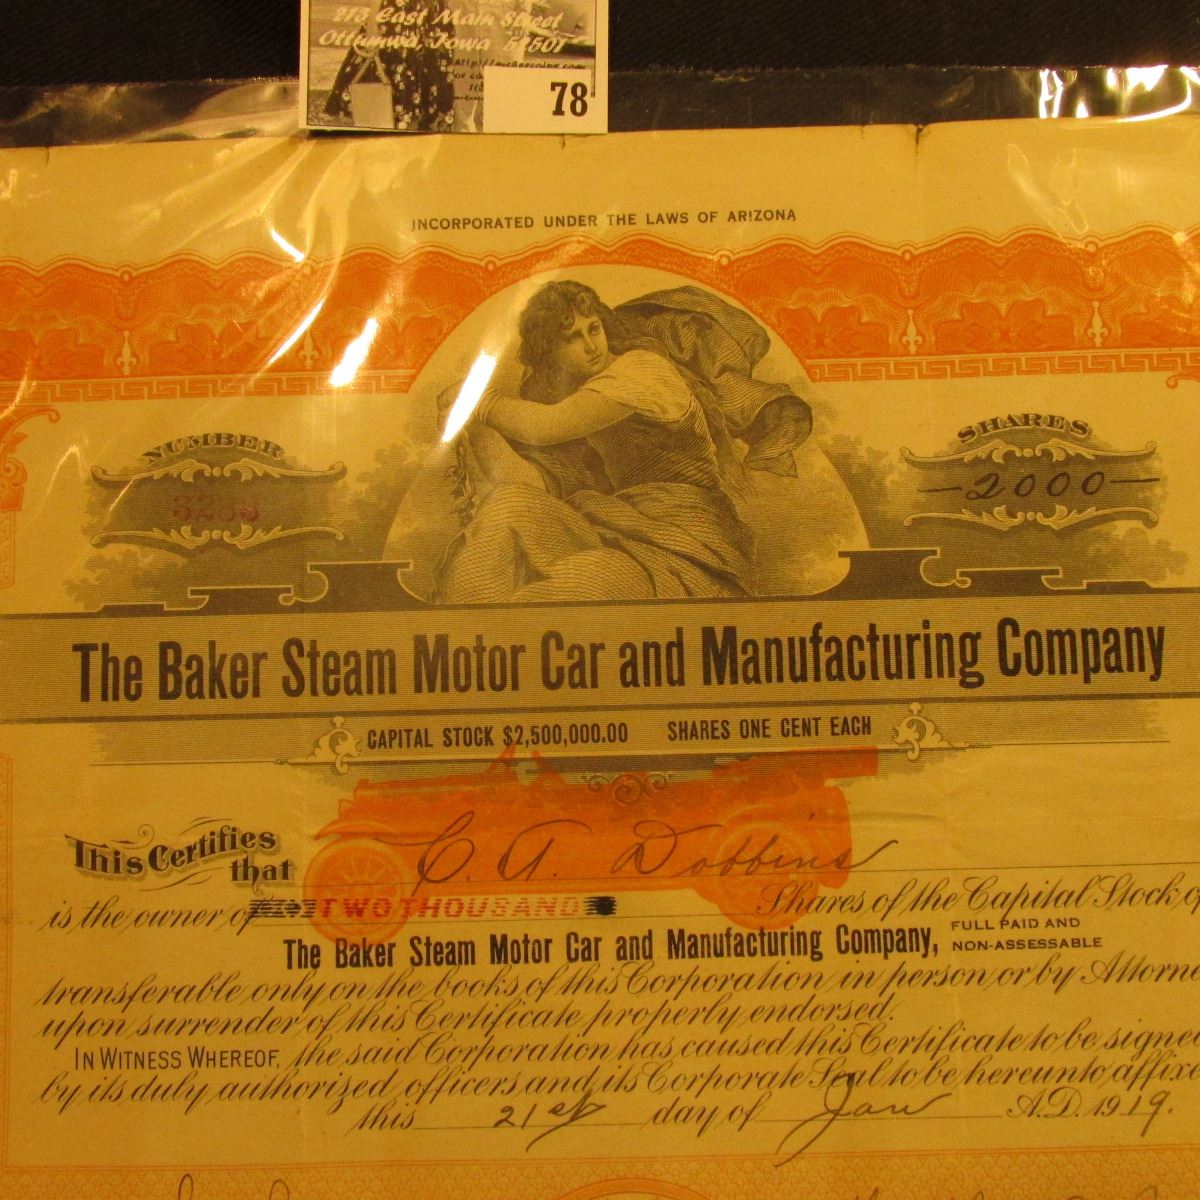 213 East Main Street
Ottumwa, Iowa 52501
78
INCORPORATED UNDER THE LAWS OF ARIZONA
NUMBER
SHARES
2000
The Baker Steam Motor Car and Manufacturing Company
CAPITAL STOCK $2,500,000.00 SHARES ONE CENT EACH
This Certifies
that C. A. Dobbins
is the owner of TWO THOUSAND Shares of the Capital Stock of
The Baker Steam Motor Car and Manufacturing Company, FULL PAID AND
NON-ASSESSABLE
transferable only on the books of this Corporation in person or by Attorne
upon surrender of this Certificate properly endorsed.
IN WITNESS WHEREOF, the said Corporation has caused this Certificate to be signe
by its duly authorized officers and its Corporate Seal to be hereunto affixe
this 21st day of Jan A.D. 1919.